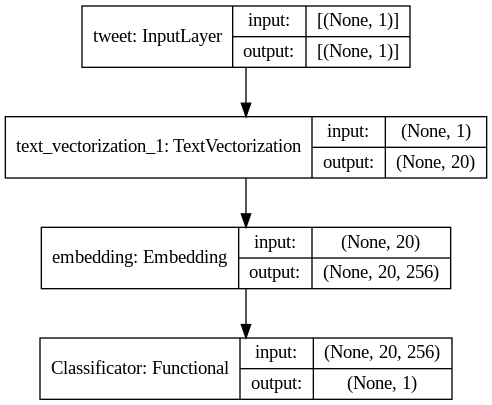 tweet: InputLayer
input: [(None, 1)]
output: [(None, 1)]
text_vectorization_1: TextVectorization
input: (None, 1)
output: (None, 20)
embedding: Embedding
input: (None, 20)
output: (None, 20, 256)
Classificator: Functional
input: (None, 20, 256)
output: (None, 1)